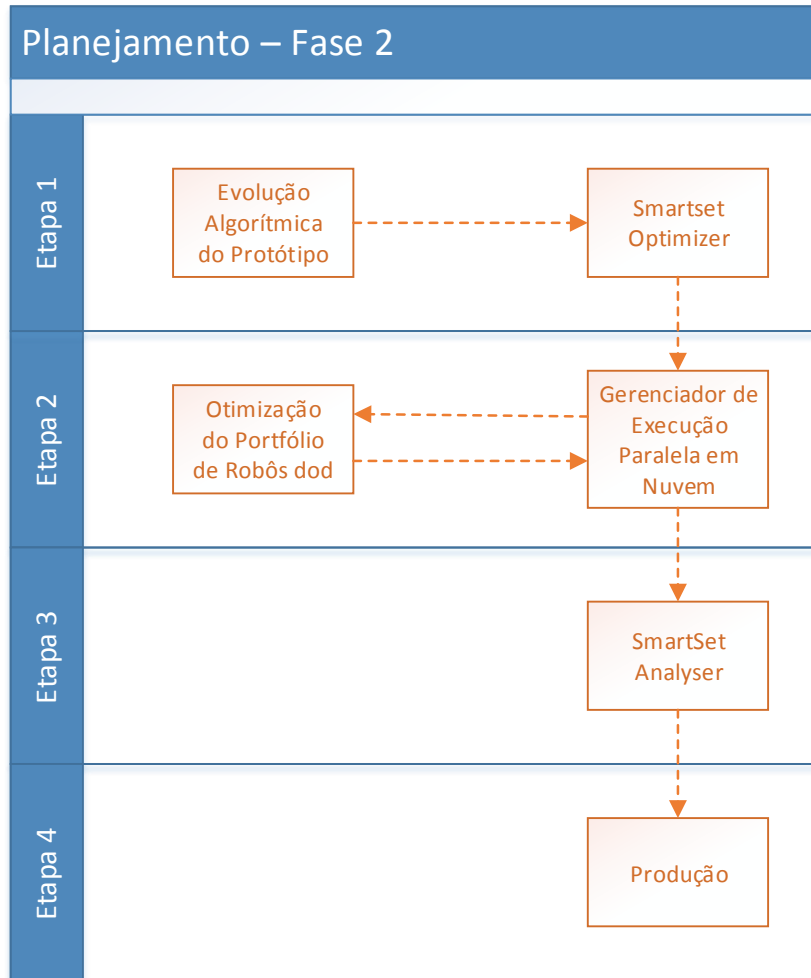 Planejamento – Fase 2
Etapa 1
Evolução
Algorítmica
do Protótipo
Smartset
Optimizer
Etapa 2
Otimização
do Portfólio
de Robôs dod
Gerenciador de
Execução
Paralela em
Nuvem
Etapa 3
SmartSet
Analyser
Etapa 4
Produção